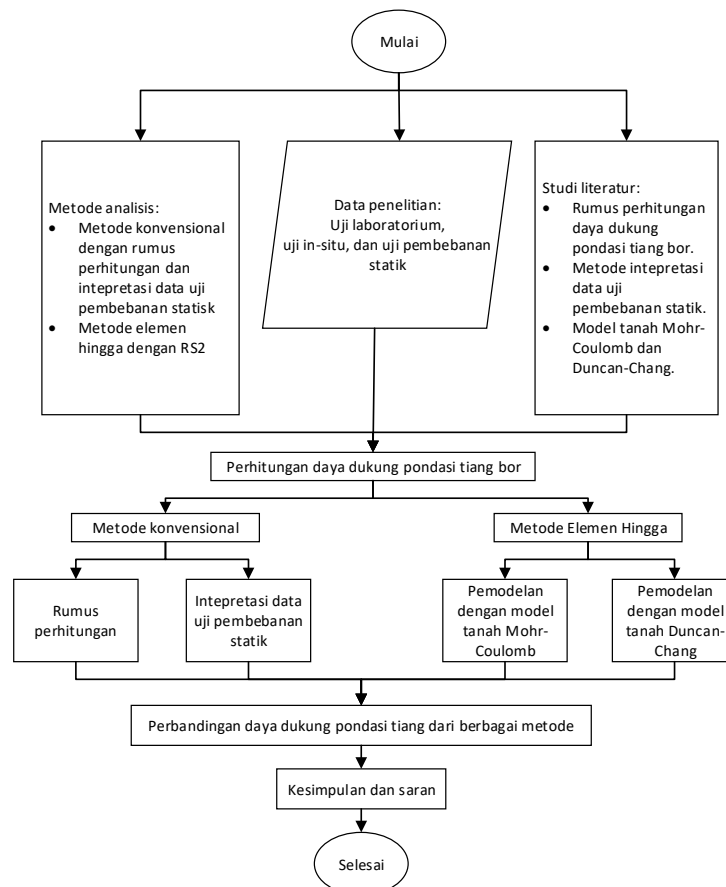 Mulai
Metode analisis:
• Metode konvensional
dengan rumus
perhitungan dan
intepretasi data uji
pembebanan statisk
• Metode elemen
hingga dengan RS2
Data penelitian:
Uji laboratorium,
uji in-situ, dan uji pembebanan
statik
Studi literatur:
• Rumus perhitungan
daya dukung
pondasi tiang bor.
• Metode intepretasi
data uji
pembebanan statik.
• Model tanah Mohr-
Coulomb dan
Duncan-Chang.
Perhitungan daya dukung pondasi tiang bor
Metode konvensional
Metode Elemen Hingga
Rumus
perhitungan
Intepretasi data
uji pembebanan
statik
Pemodelan
dengan model
tanah Mohr-
Coulomb
Pemodelan
dengan model
tanah Duncan-
Chang
Perbandingan daya dukung pondasi tiang dari berbagai metode
Kesimpulan dan saran
Selesai